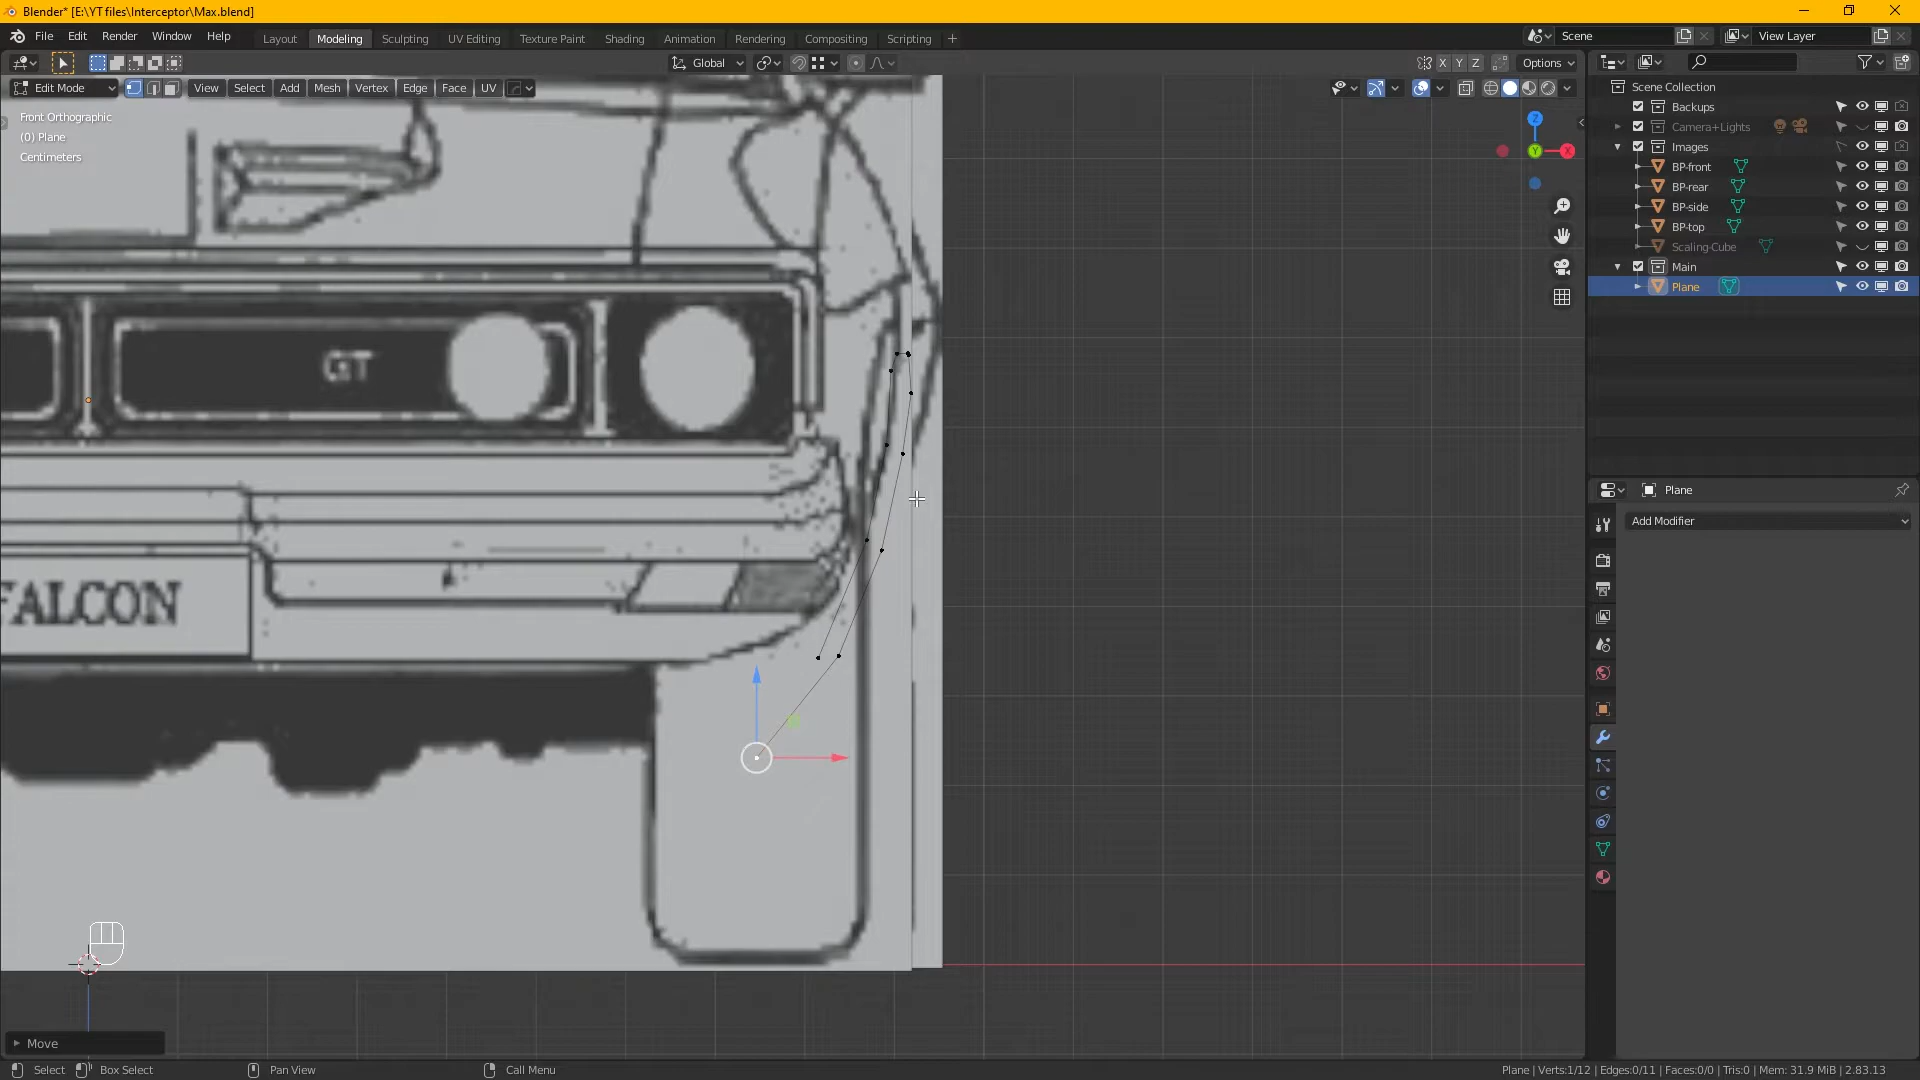 Blender* [E:\YT files\Interceptor\Max.blend]
File Edit Render Window Help
Layout Modeling Sculpting UV Editing Texture Paint Shading Animation Rendering Compositing Scripting
Scene
View Layer
Global
X Y Z
Options
Edit Mode
View Select Add Mesh Vertex Edge Face UV
Front Orthographic
(0) Plane
Centimeters
Z
Y
X
Scene Collection
Backups
Camera+Lights
Images
BP-front
BP-rear
BP-side
BP-top
Scaling-Cube
Main
Plane
GT
Plane
Add Modifier
FALCON
Move
Select
Box Select
Pan View
Call Menu
Plane | Verts:1/12 | Edges:0/11 | Faces:0/0 | Tris:0 | Mem: 31.9 MiB | 2.83.13